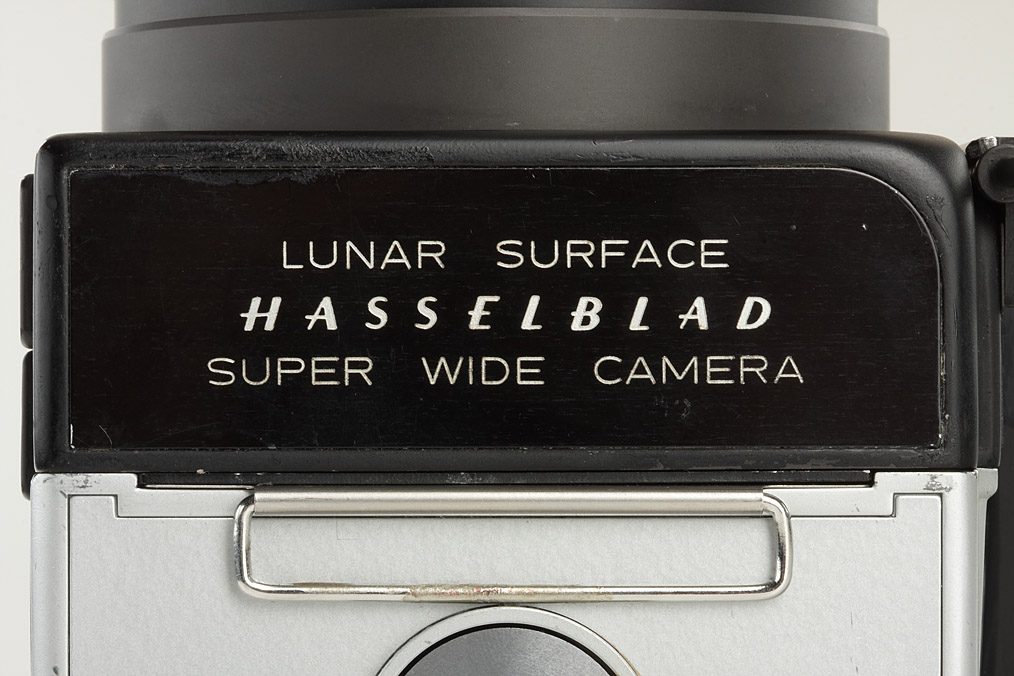 LUNAR SURFACE
HASSELBLAD
SUPER WIDE CAMERA